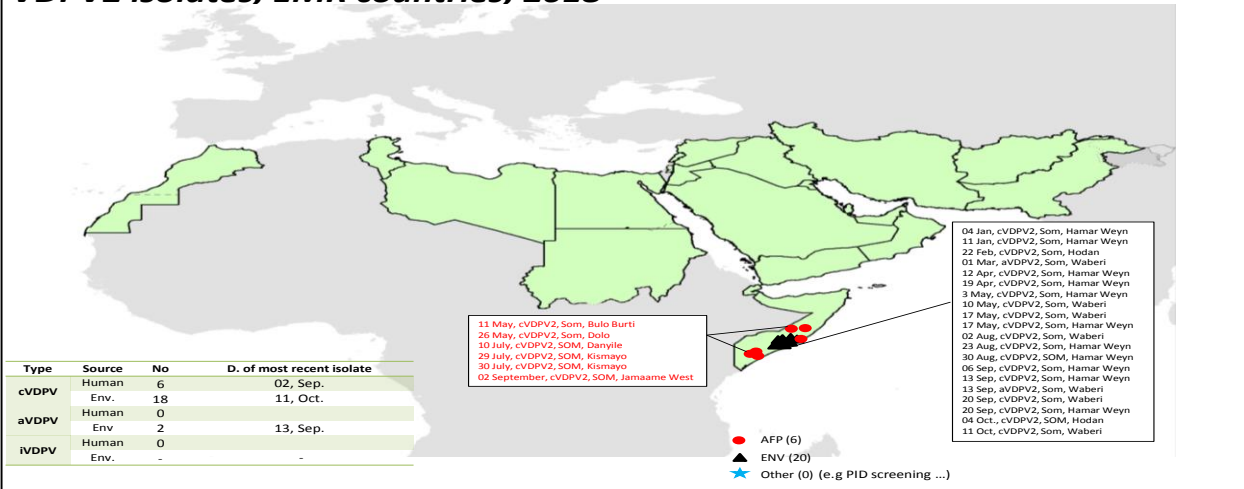 VDPV2 isolates, EMR countries, 2018
04 Jan, cVDPV2, Som, Hamar Weyn
11 Jan, cVDPV2, Som, Hamar Weyn
22 Feb, cVDPV2, Som, Hodan
01 Mar, aVDPV2, Som, Waberi
12 Apr, cVDPV2, Som, Hamar Weyn
19 Apr, cVDPV2, Som, Hamar Weyn
3 May, cVDPV2, Som, Hamar Weyn
10 May, cVDPV2, Som, Waberi
17 May, cVDPV2, Som, Waberi
17 May, cVDPV2, Som, Hamar Weyn
02 Aug, cVDPV2, Som, Waberi
23 Aug, cVDPV2, Som, Hamar Weyn
30 Aug, cVDPV2, SOM, Hamar Weyn
06 Sep, cVDPV2, Som, Hamar Weyn
13 Sep, cVDPV2, Som, Hamar Weyn
13 Sep, aVDPV2, Som, Waberi
20 Sep, cVDPV2, Som, Waberi
20 Sep, cVDPV2, Som, Hamar Weyn
04 Oct., cVDPV2, SOM, Hodan
11 Oct, cVDPV2, Som, Waberi
11 May, cVDPV2, Som, Bulo Burti
26 May, cVDPV2, Som, Dolo
10 July, cVDPV2, SOM, Danyile
29 July, cVDPV2, SOM, Kismayo
30 July, cVDPV2, SOM, Kismayo
02 September, cVDPV2, SOM, Jamaame West
Type Source No D. of most recent isolate
cVDPV Human 6 02, Sep.
Env. 18 11, Oct.
aVDPV Human 0
Env 2 13, Sep.
iVDPV Human 0
Env. - -
AFP (6)
ENV (20)
Other (0) (e.g PID screening ...)